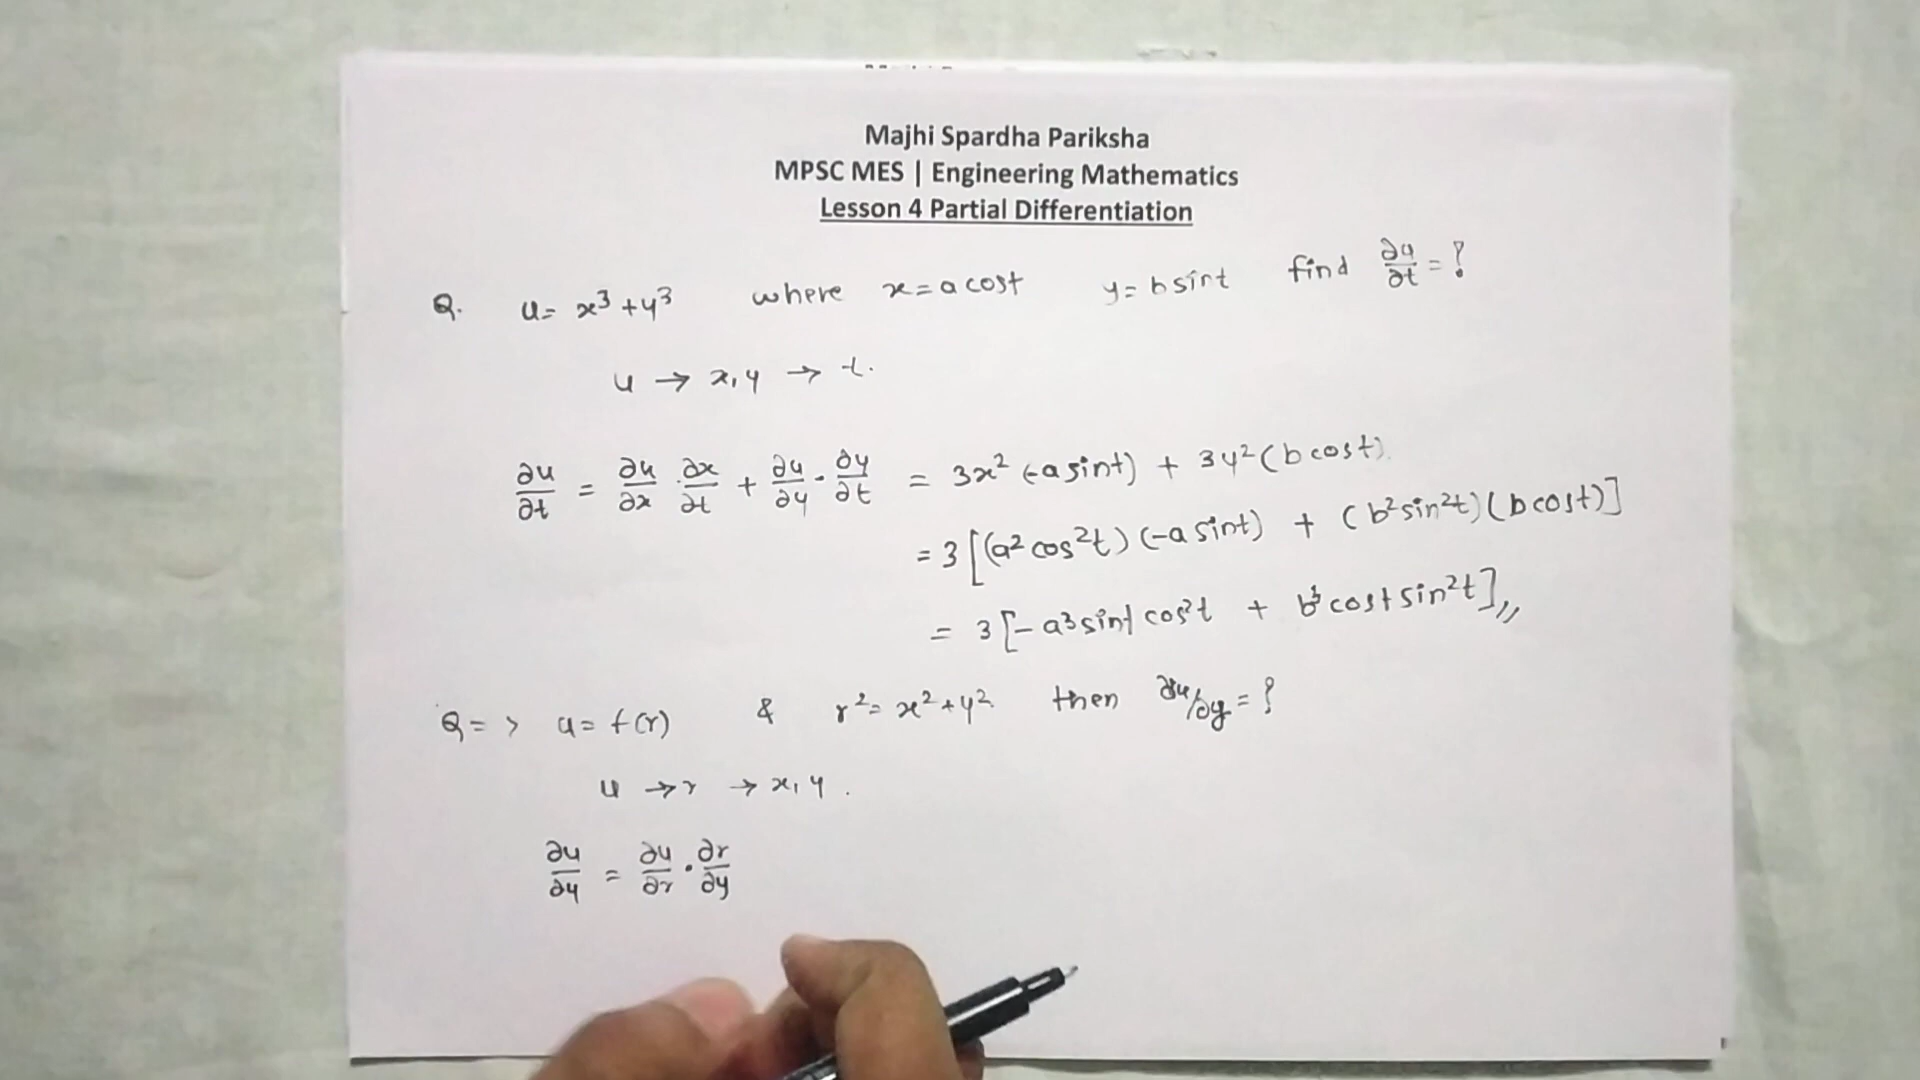 Majhi Spardha Pariksha
MPSC MES | Engineering Mathematics
Lesson 4 Partial Differentiation
Q. u = x³ + y³ where x = a cost y = b sint find ∂u/∂t = ?
u → x, y → t.
∂u/∂t = ∂u/∂x · ∂x/∂t + ∂u/∂y · ∂y/∂t = 3x² (-a sint) + 3y² (b cost)
= 3 [(a² cos²t) (-a sint) + (b² sin²t) (b cost)]
= 3 [- a³ sint cos²t + b³ cost sin²t] //
Q => u = f(r) & r² = x² + y² then ∂u/∂y = ?
u → r → x, y .
∂u/∂y = ∂u/∂r · ∂r/∂y